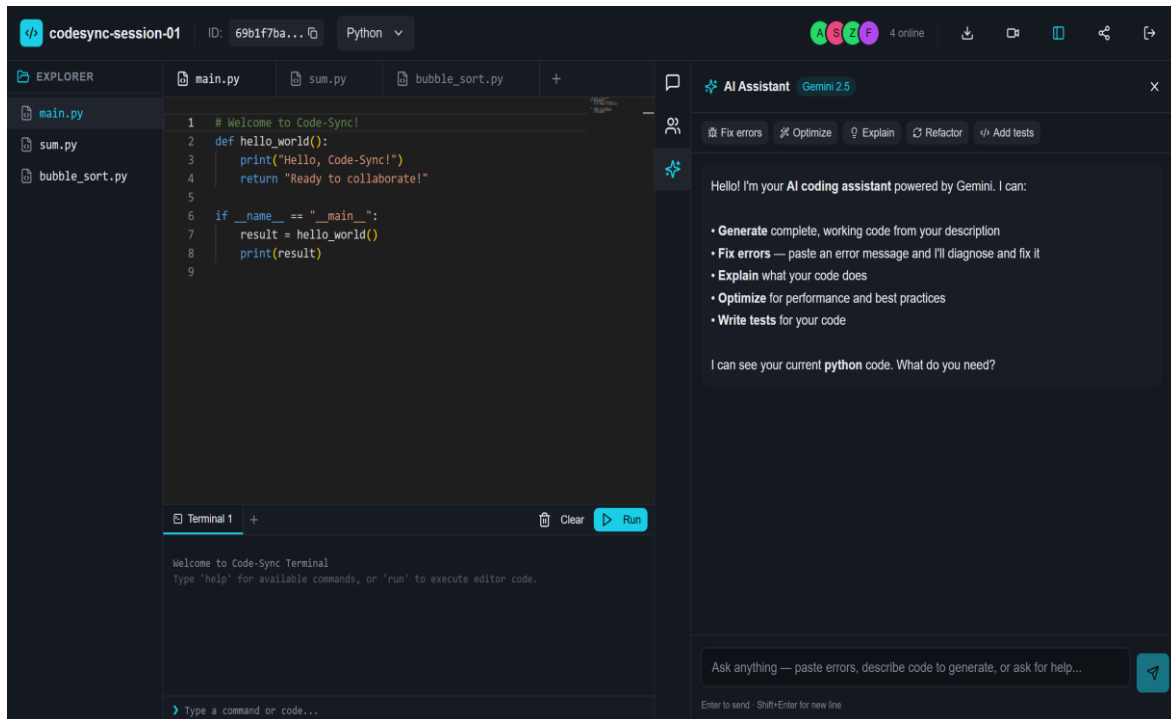 codesync-session-01
ID: 69b1f7ba...
Python
A S Z F 4 online
EXPLORER
main.py
sum.py
bubble_sort.py
main.py sum.py bubble_sort.py +
1 # Welcome to Code-Sync!
2 def hello_world():
3     print("Hello, Code-Sync!")
4     return "Ready to collaborate!"
5
6 if __name__ == "__main__":
7     result = hello_world()
8     print(result)
9
Terminal 1 + Clear Run
Welcome to Code-Sync Terminal
Type 'help' for available commands, or 'run' to execute editor code.
❯ Type a command or code...
AI Assistant Gemini 2.5 X
Fix errors Optimize Explain Refactor </> Add tests
Hello! I'm your AI coding assistant powered by Gemini. I can:
• Generate complete, working code from your description
• Fix errors — paste an error message and I'll diagnose and fix it
• Explain what your code does
• Optimize for performance and best practices
• Write tests for your code
I can see your current python code. What do you need?
Ask anything — paste errors, describe code to generate, or ask for help...
Enter to send · Shift+Enter for new line